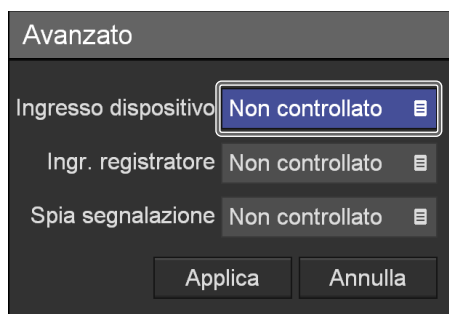 Avanzato
Ingresso dispositivo Non controllato
Ingr. registratore Non controllato
Spia segnalazione Non controllato
Applica Annulla